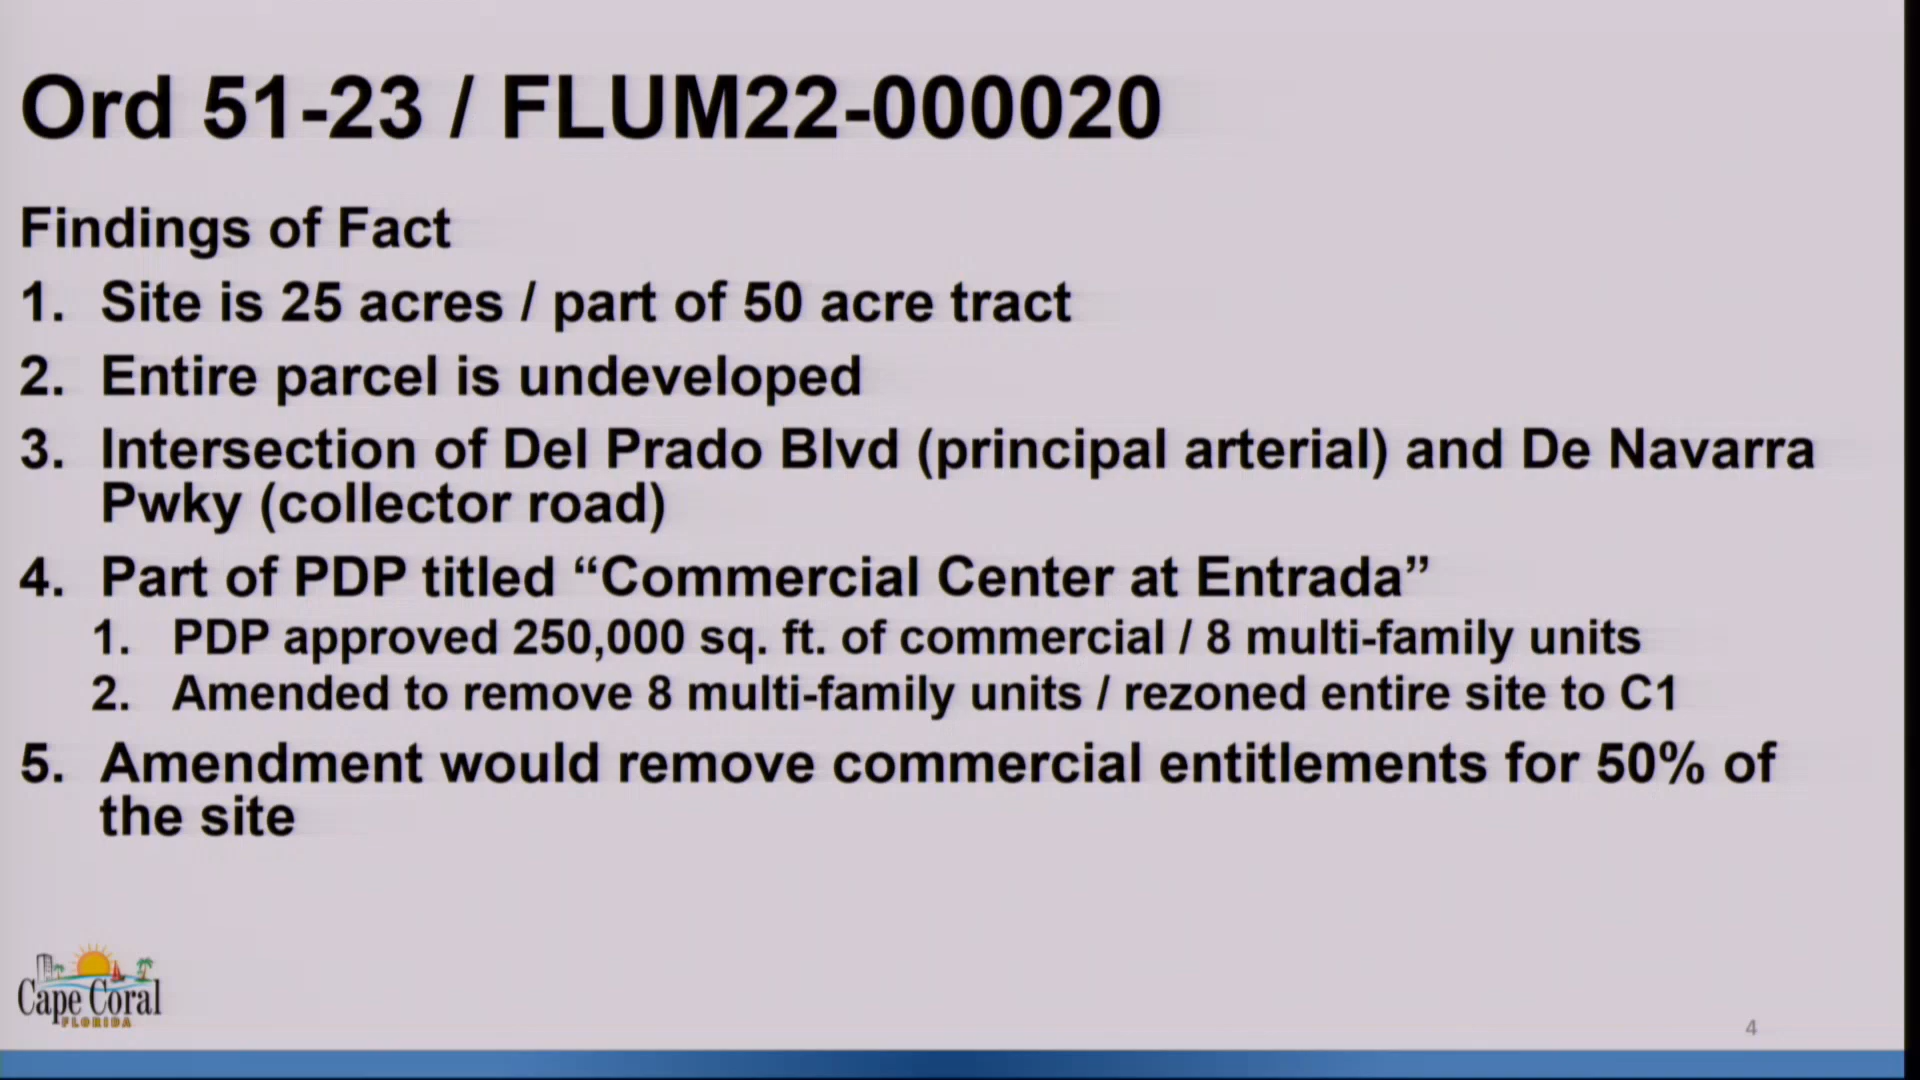 Ord 51-23 / FLUM22-000020
Findings of Fact
1. Site is 25 acres / part of 50 acre tract
2. Entire parcel is undeveloped
3. Intersection of Del Prado Blvd (principal arterial) and De Navarra
Pwky (collector road)
4. Part of PDP titled “Commercial Center at Entrada”
1. PDP approved 250,000 sq. ft. of commercial / 8 multi-family units
2. Amended to remove 8 multi-family units / rezoned entire site to C1
5. Amendment would remove commercial entitlements for 50% of
the site
Cape Coral
FLORIDA
4